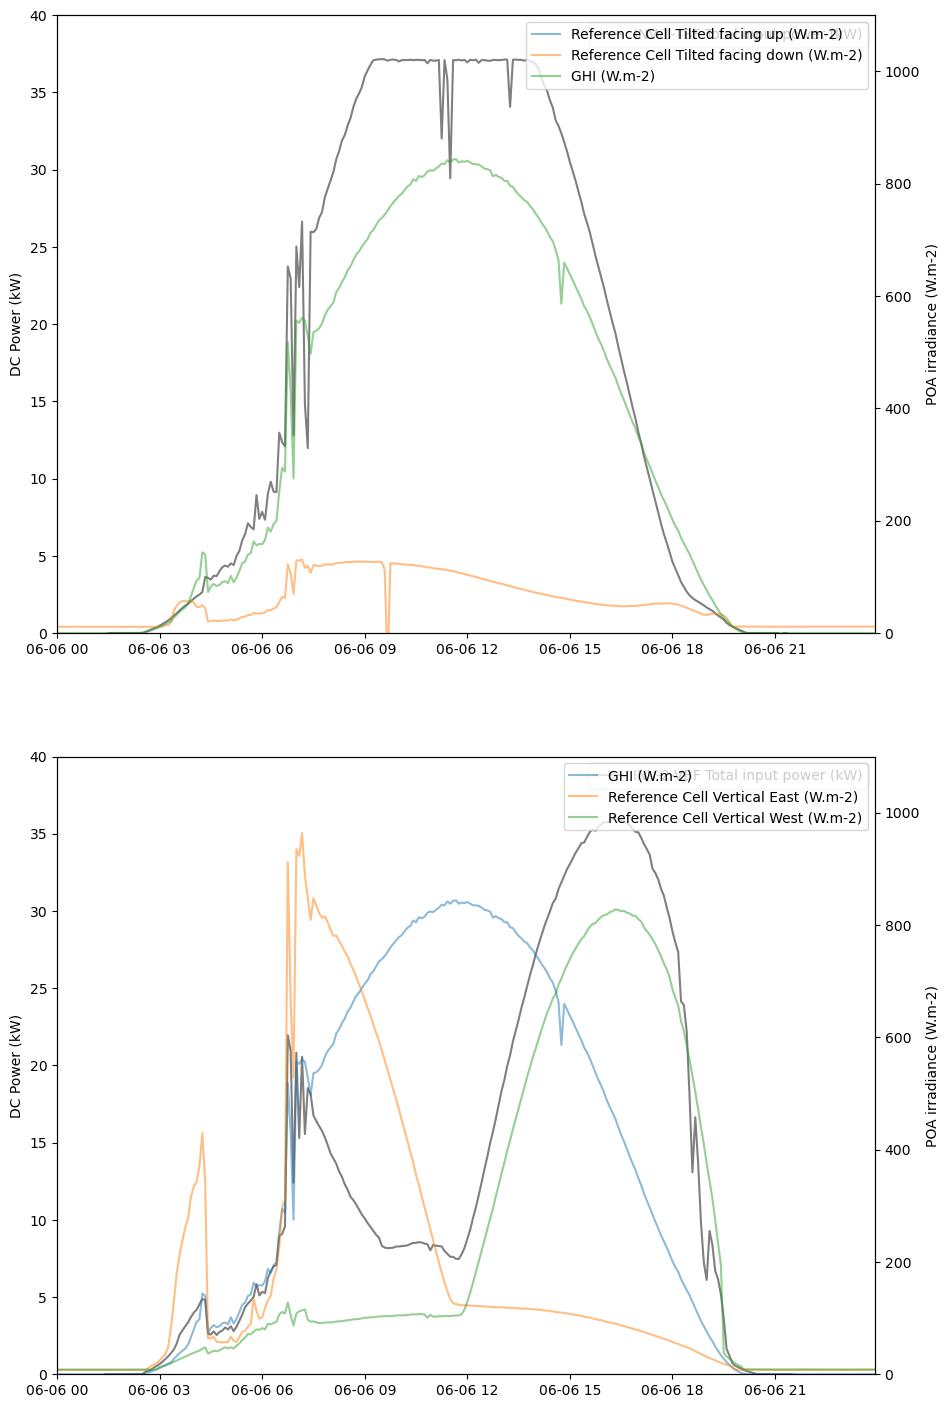 40
35
30
25
20
15
10
5
0
DC Power (kW)
Reference Cell Tilted facing up (W.m-2)
Reference Cell Tilted facing down (W.m-2)
GHI (W.m-2)
1000
800
600
400
200
0
POA irradiance (W.m-2)
06-06 00 06-06 03 06-06 06 06-06 09 06-06 12 06-06 15 06-06 18 06-06 21
40
35
30
25
20
15
10
5
0
DC Power (kW)
GHI (W.m-2) Total input power (kW)
Reference Cell Vertical East (W.m-2)
Reference Cell Vertical West (W.m-2)
1000
800
600
400
200
0
POA irradiance (W.m-2)
06-06 00 06-06 03 06-06 06 06-06 09 06-06 12 06-06 15 06-06 18 06-06 21